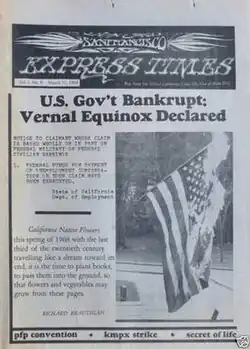 SAN FRANCISCO
EXPRESS TIMES
U.S. Gov't Bankrupt;
Vernal Equinox Declared
NOTICE TO CLAIMANT WHOSE CLAIM
IS BASED WHOLLY OR IN PART ON
FEDERAL MILITARY OR FEDERAL
CIVILIAN EARNINGS
1. FEDERAL FUNDS FOR PAYMENT
OF UNEMPLOYMENT COMPENSA-
TION ON YOUR CLAIM HAVE
BEEN EXHAUSTED.
State of California
Dept. of Employment
California Native Flowers
this spring of 1968 with the last
third of the twentieth century
travelling like a dream toward its
end, it is the time to plant books,
to pass them into the ground, so
that flowers and vegetables may
grow from these pages.
RICHARD BRAUTIGAN
pfp convention • kmpx strike • secret of life